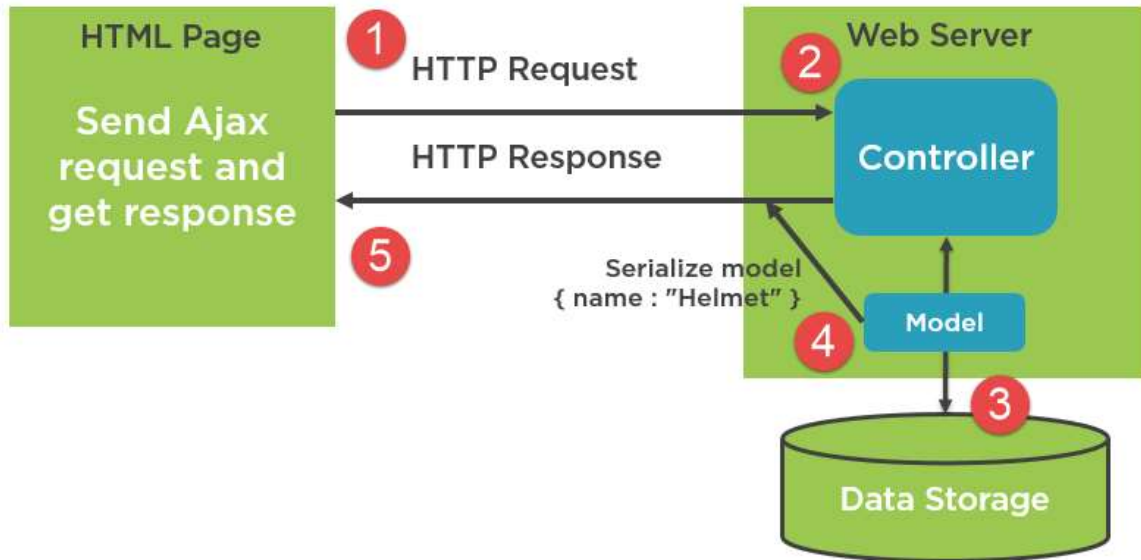 HTML Page
Send Ajax
request and
get response
1
HTTP Request
HTTP Response
5
Web Server
2
Controller
Serialize model
{ name : "Helmet" }
4
Model
3
Data Storage